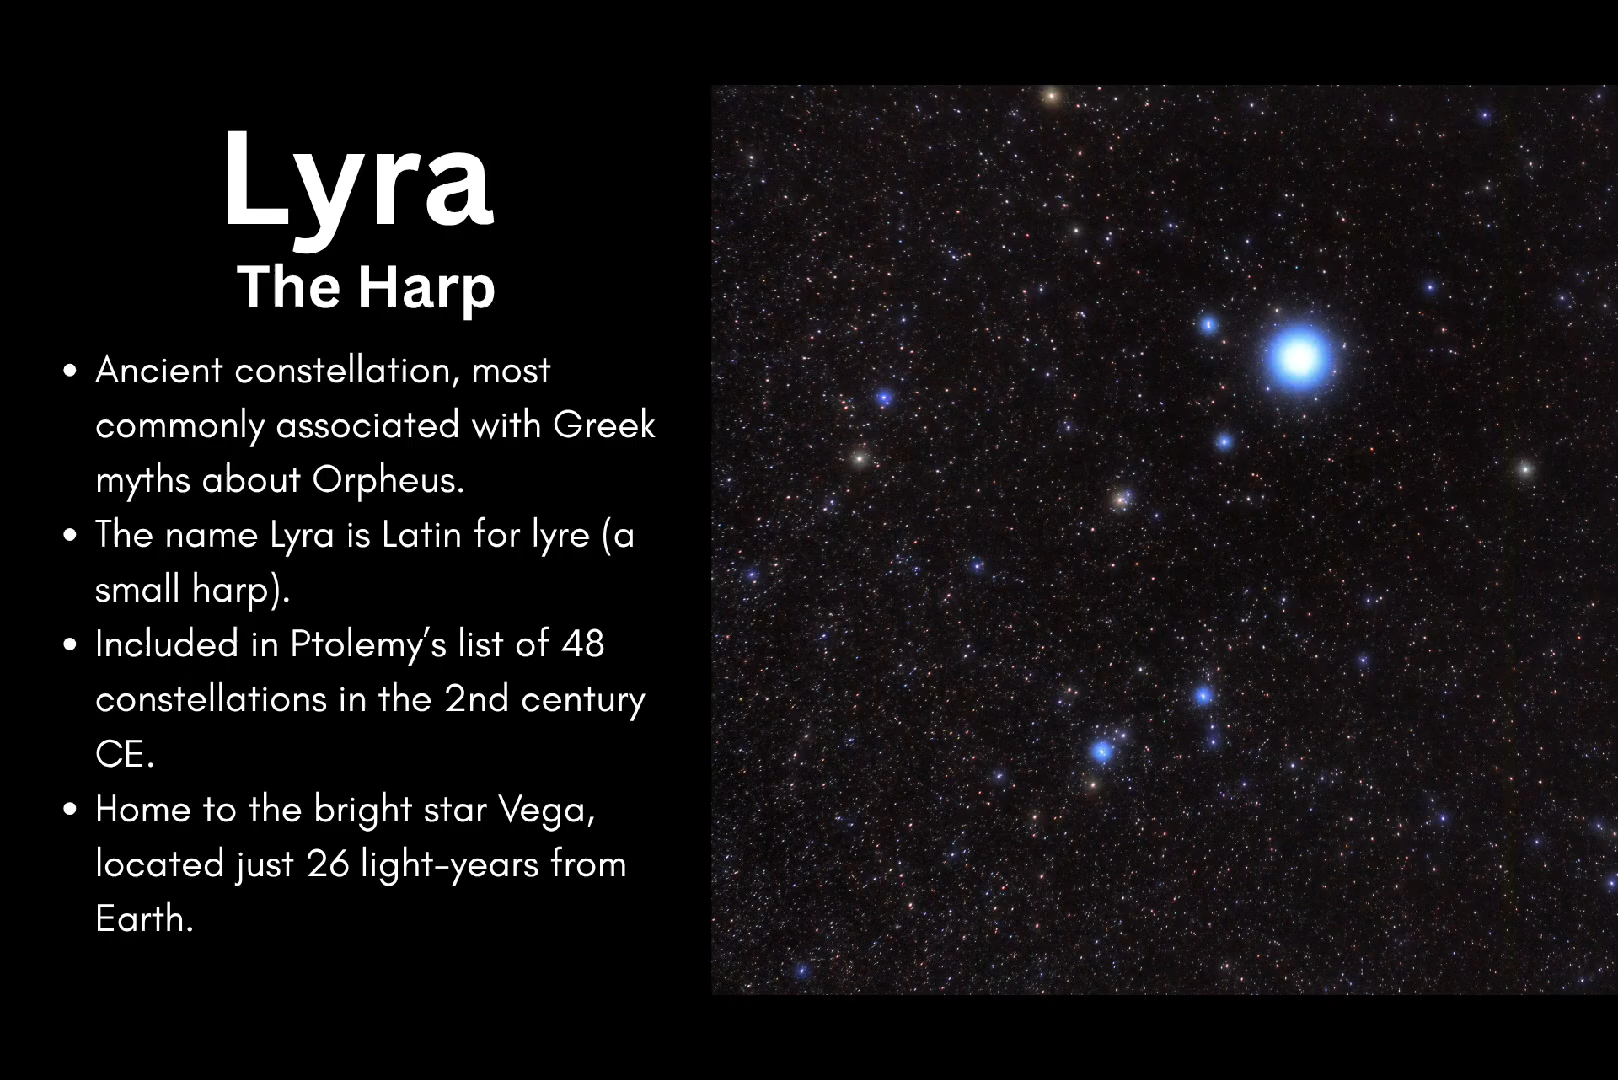 Lyra
The Harp
• Ancient constellation, most
commonly associated with Greek
myths about Orpheus.
• The name Lyra is Latin for lyre (a
small harp).
• Included in Ptolemy’s list of 48
constellations in the 2nd century
CE.
• Home to the bright star Vega,
located just 26 light-years from
Earth.